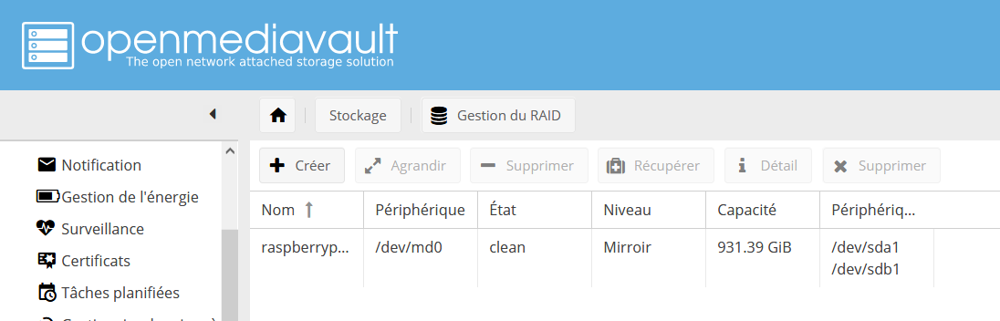 openmediavault
The open network attached storage solution
Stockage
Gestion du RAID
Notification
Gestion de l'énergie
Surveillance
Certificats
Tâches planifiées
Créer
Agrandir
Supprimer
Récupérer
Détail
Supprimer
Nom
Périphérique
État
Niveau
Capacité
Périphériq...
raspberryp...
/dev/md0
clean
Mirroir
931.39 GiB
/dev/sda1
/dev/sdb1